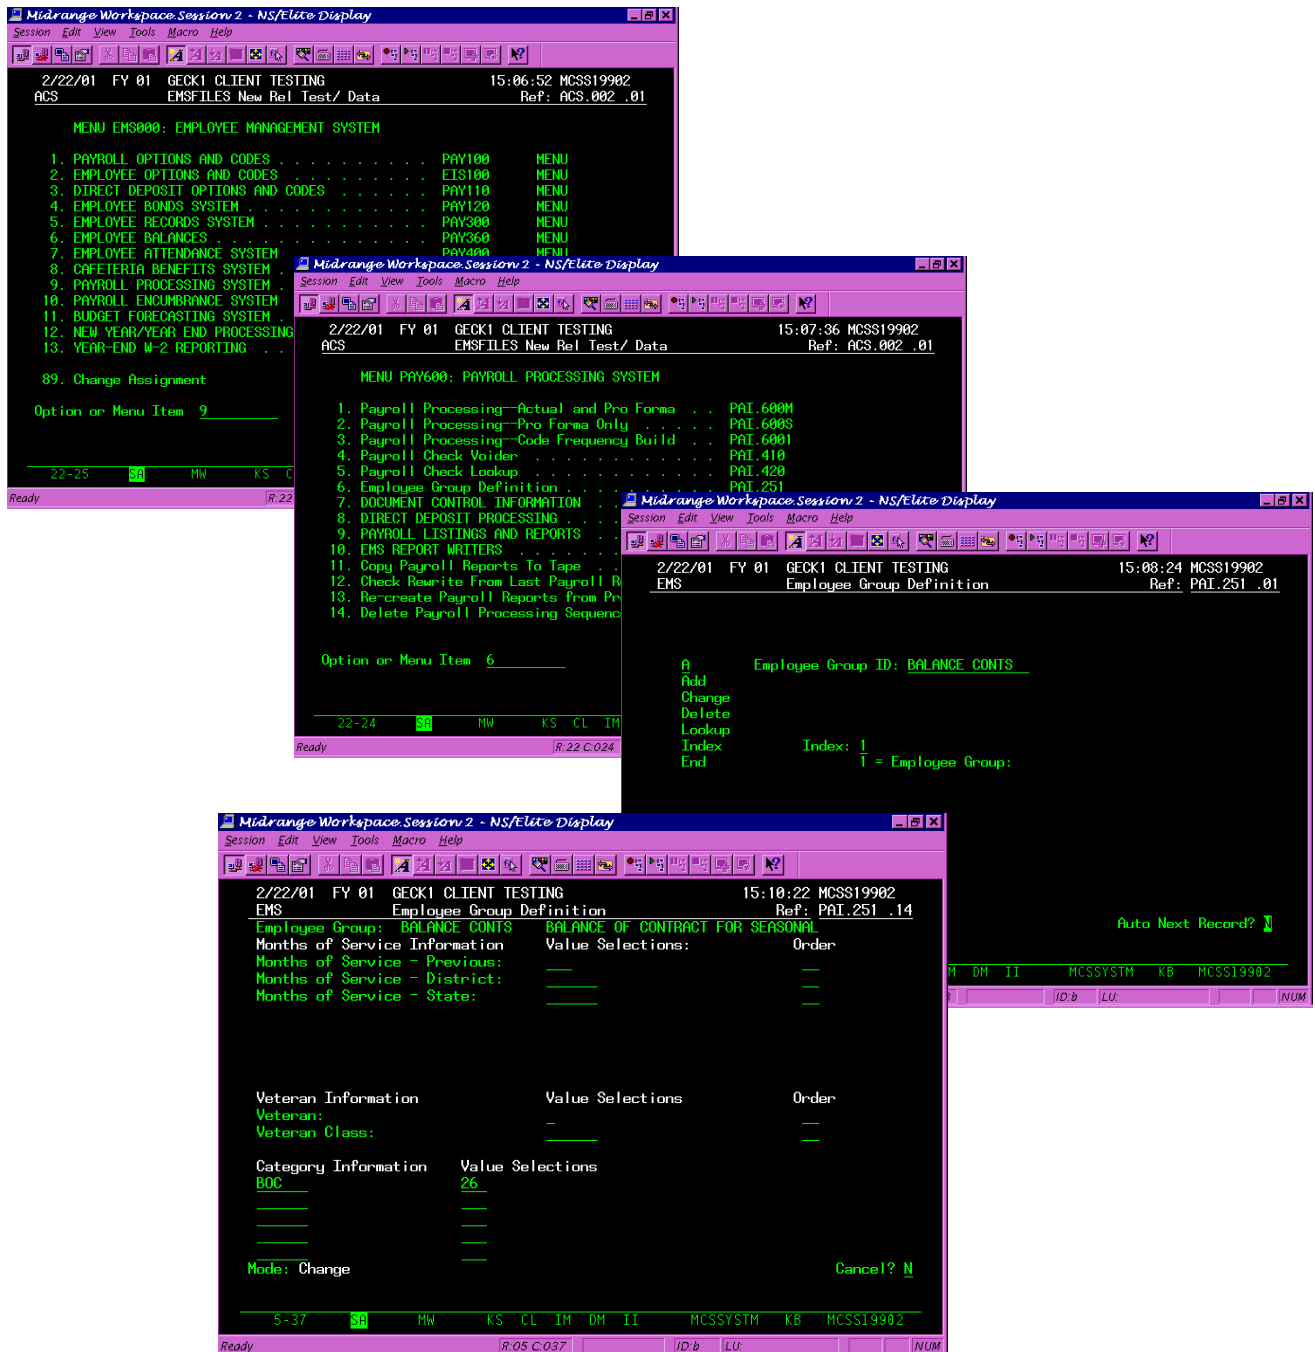 Midrange Workspace.Session 2 - NS/Elite Display
Session Edit View Tools Macro Help
2/22/01 FY 01 GECK1 CLIENT TESTING 15:06:52 MCSS19902
ACS EMSFILES New Rel Test/ Data Ref: ACS.002 .01
MENU EMS000: EMPLOYEE MANAGEMENT SYSTEM
1. PAYROLL OPTIONS AND CODES . . . . . . . . . . PAY100 MENU
2. EMPLOYEE OPTIONS AND CODES . . . . . . . . . EIS100 MENU
3. DIRECT DEPOSIT OPTIONS AND CODES . . . . . . PAY110 MENU
4. EMPLOYEE BONDS SYSTEM . . . . . . . . . . . . PAY120 MENU
5. EMPLOYEE RECORDS SYSTEM . . . . . . . . . . . PAY300 MENU
6. EMPLOYEE BALANCES . . . . . . . . . . . . . . PAY360 MENU
7. EMPLOYEE ATTENDANCE SYSTEM PAY400 MENU
8. CAFETERIA BENEFITS SYSTEM .
9. PAYROLL PROCESSING SYSTEM .
10. PAYROLL ENCUMBRANCE SYSTEM
11. BUDGET FORECASTING SYSTEM .
12. NEW YEAR/YEAR END PROCESSING
13. YEAR-END W-2 REPORTING . .
89. Change Assignment
Option or Menu Item 9
22-25 SA MW KS C
Ready R:22
Midrange Workspace.Session 2 - NS/Elite Display
Session Edit View Tools Macro Help
2/22/01 FY 01 GECK1 CLIENT TESTING 15:07:36 MCSS19902
ACS EMSFILES New Rel Test/ Data Ref: ACS.002 .01
MENU PAY600: PAYROLL PROCESSING SYSTEM
1. Payroll Processing--Actual and Pro Forma . . PAI.600M
2. Payroll Processing--Pro Forma Only . . . . . PAI.600S
3. Payroll Processing--Code Frequency Build . . PAI.6001
4. Payroll Check Voider . . . . . . . . . . . . PAI.410
5. Payroll Check Lookup . . . . . . . . . . . . PAI.420
6. Employee Group Definition . . . . . . . . . . PAI.251
7. DOCUMENT CONTROL INFORMATION . .
8. DIRECT DEPOSIT PROCESSING . . . .
9. PAYROLL LISTINGS AND REPORTS . .
10. EMS REPORT WRITERS . . . . . . .
11. Copy Payroll Reports To Tape . .
12. Check Rewrite From Last Payroll R
13. Re-create Payroll Reports from Pr
14. Delete Payroll Processing Sequenc
Option or Menu Item 6
22-24 SA MW KS CL IM
Ready R:22 C:024
Midrange Workspace.Session 2 - NS/Elite Display
Session Edit View Tools Macro Help
2/22/01 FY 01 GECK1 CLIENT TESTING 15:08:24 MCSS19902
EMS Employee Group Definition Ref: PAI.251 .01
A Employee Group ID: BALANCE CONTS
Add
Change
Delete
Lookup
Index Index: 1
End 1 = Employee Group:
Auto Next Record? N
M DM II MCSSYSTM KB MCSS19902
ID:b LU: NUM
Midrange Workspace.Session 2 - NS/Elite Display
Session Edit View Tools Macro Help
2/22/01 FY 01 GECK1 CLIENT TESTING 15:10:22 MCSS19902
EMS Employee Group Definition Ref: PAI.251 .14
Employee Group: BALANCE CONTS BALANCE OF CONTRACT FOR SEASONAL
Months of Service Information Value Selections: Order
Months of Service - Previous:
Months of Service - District:
Months of Service - State:
Veteran Information Value Selections Order
Veteran:
Veteran Class:
Category Information Value Selections
BOC 26
Mode: Change Cancel? N
5-37 SA MW KS CL IM DM II MCSSYSTM KB MCSS19902
Ready R:05 C:037 ID:b LU: NUM